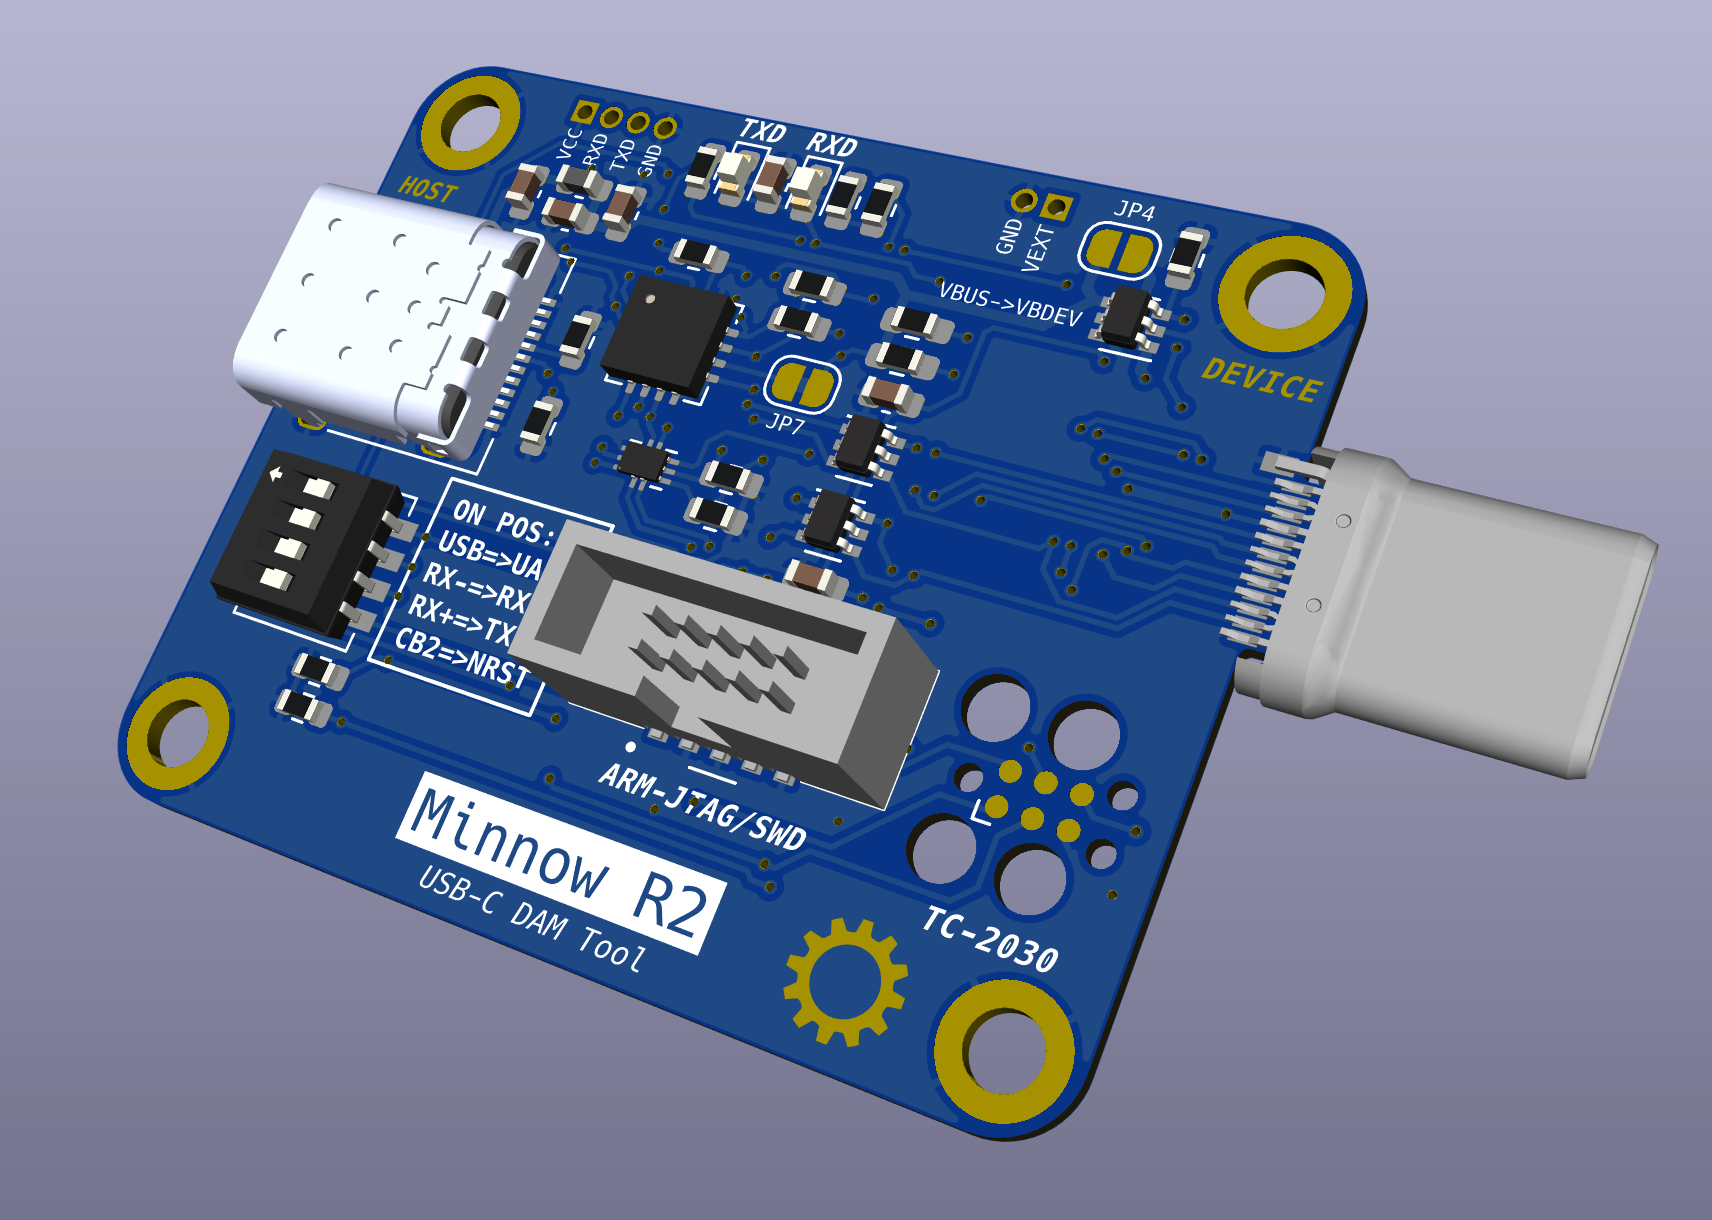 VCC
RXD
TXD
GND
TXD
RXD
HOST
GND
VEXT
JP4
VBUS->VBDEV
DEVICE
JP7
ON POS:
USB=>UA
RX-=>RX
RX+=>TX
CB2=>NRST
ARM-JTAG/SWD
Minnow R2
USB-C DAM Tool
TC-2030